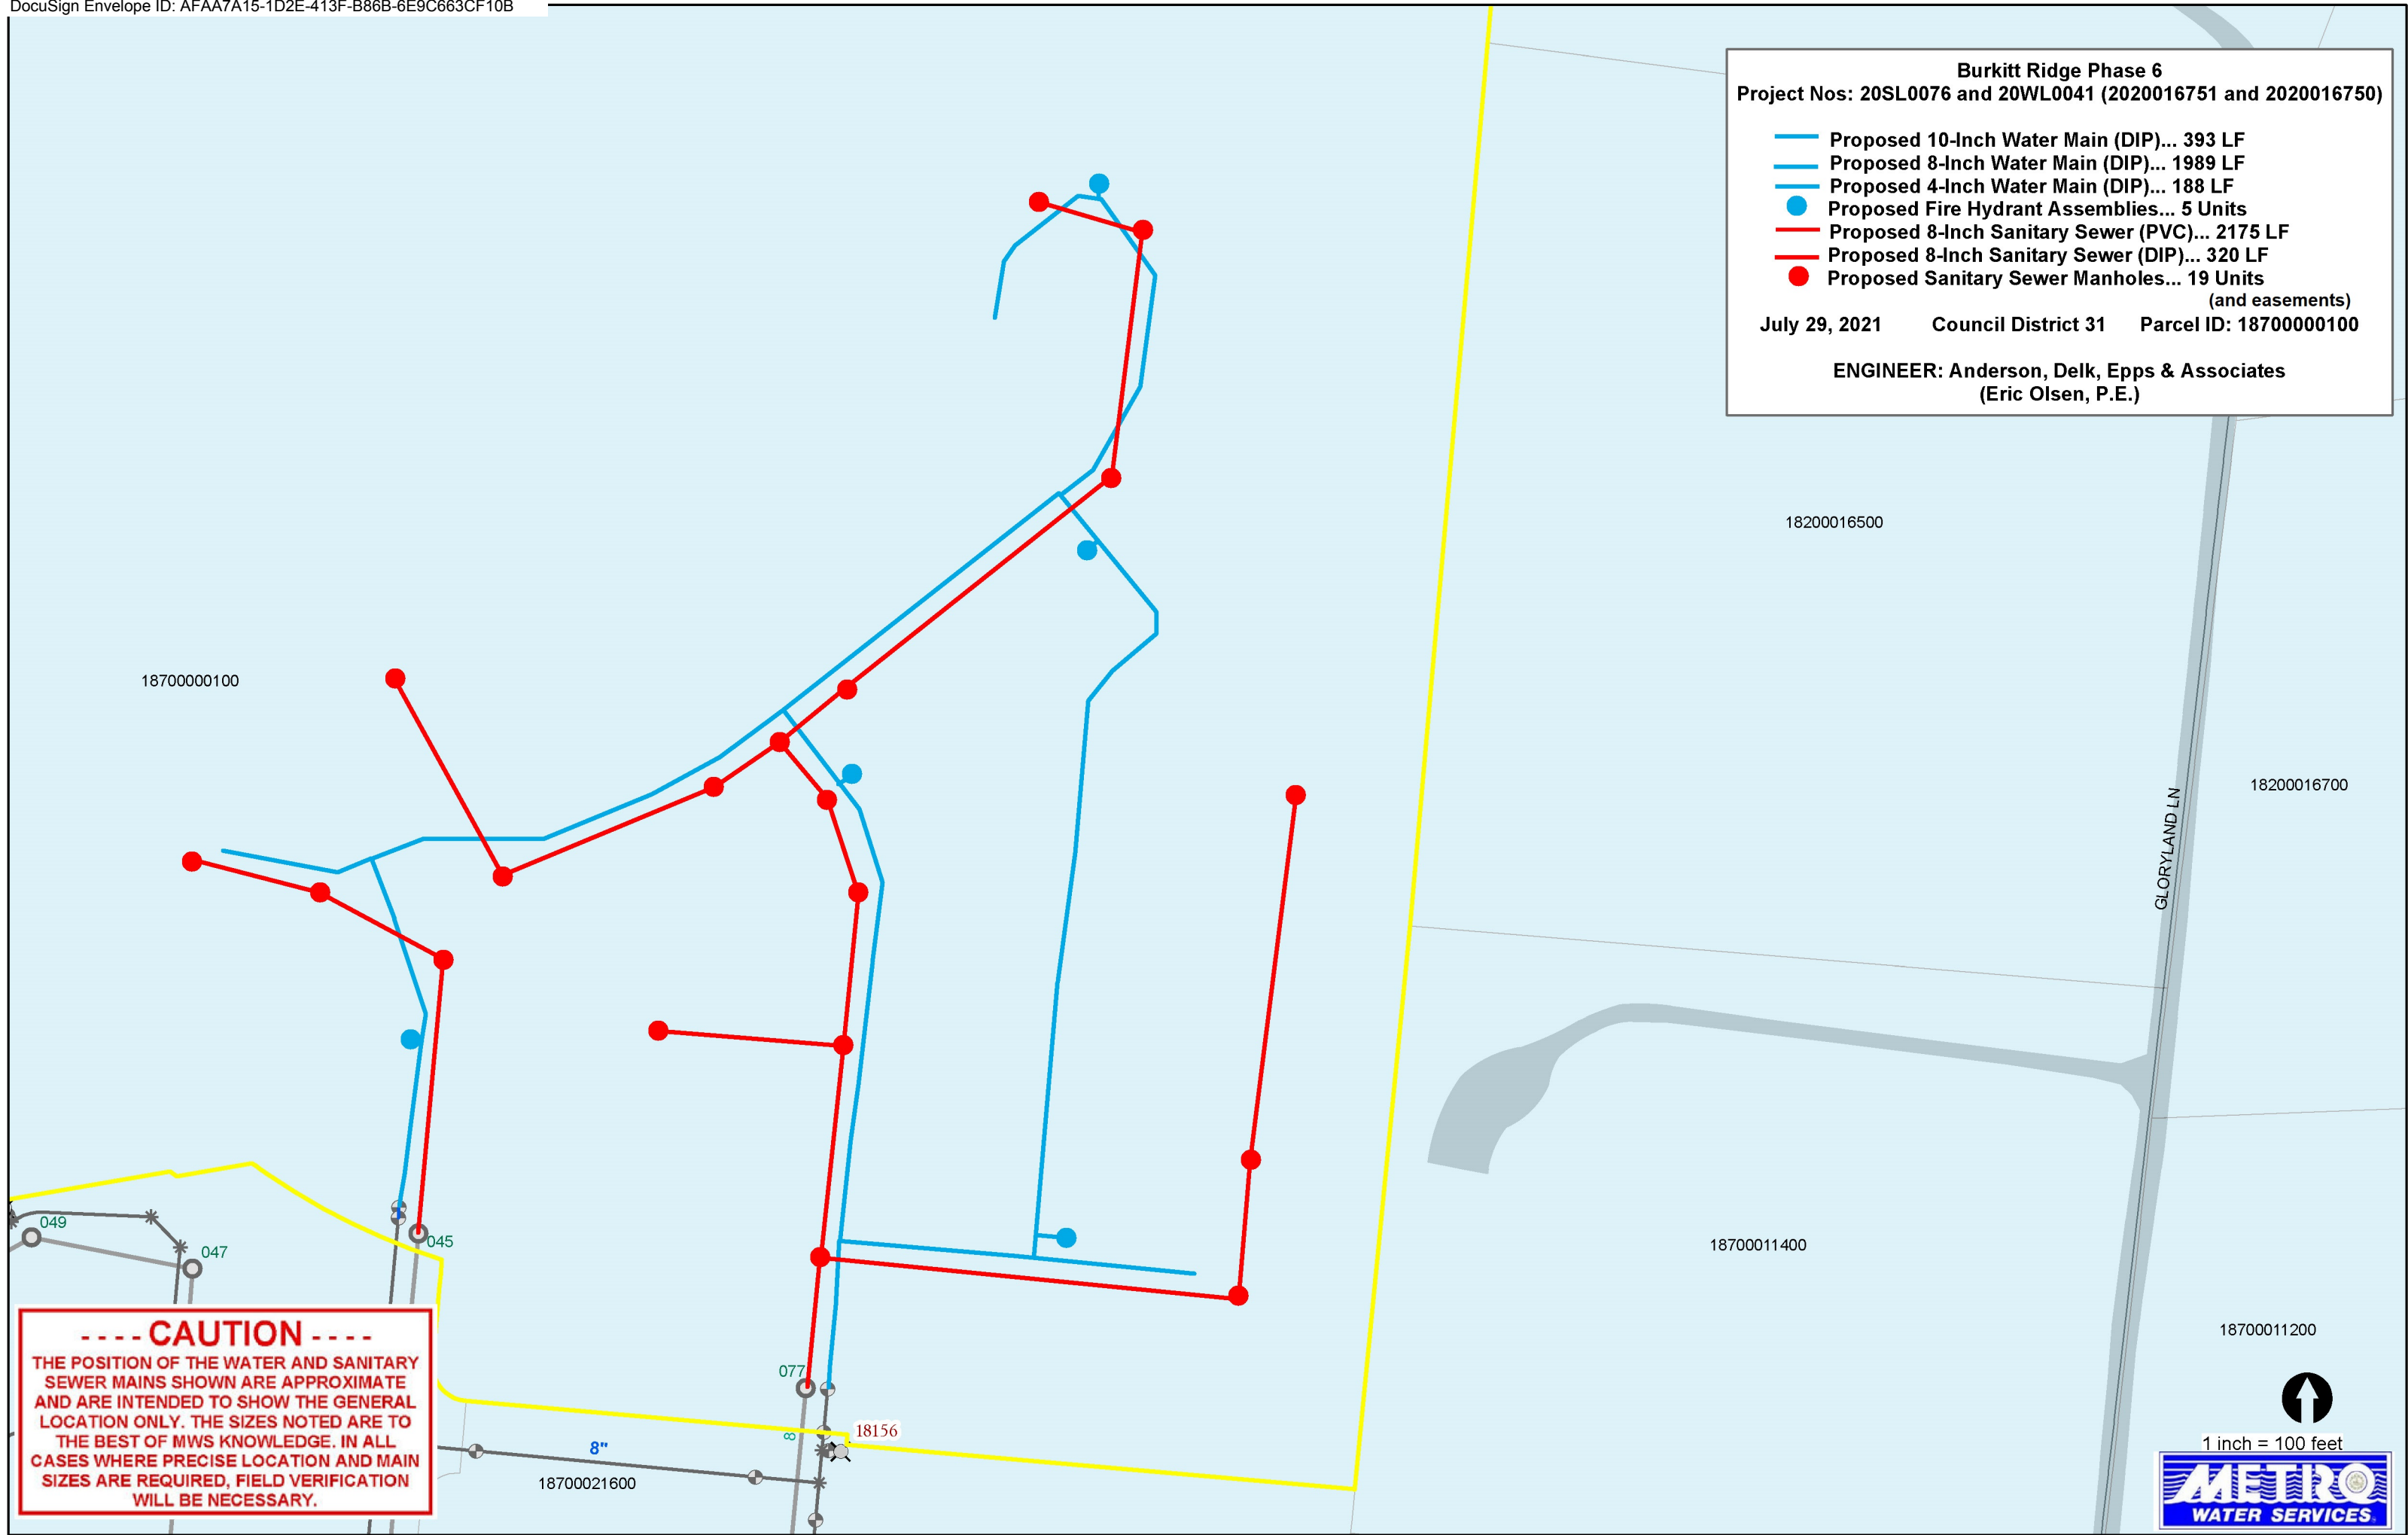 DocuSign Envelope ID: AFAA7A15-1D2E-413F-B86B-6E9C663CF10B
Burkitt Ridge Phase 6
Project Nos: 20SL0076 and 20WL0041 (2020016751 and 2020016750)
Proposed 10-Inch Water Main (DIP)... 393 LF
Proposed 8-Inch Water Main (DIP)... 1989 LF
Proposed 4-Inch Water Main (DIP)... 188 LF
Proposed Fire Hydrant Assemblies... 5 Units
Proposed 8-Inch Sanitary Sewer (PVC)... 2175 LF
Proposed 8-Inch Sanitary Sewer (DIP)... 320 LF
Proposed Sanitary Sewer Manholes... 19 Units
(and easements)
July 29, 2021 Council District 31 Parcel ID: 18700000100
ENGINEER: Anderson, Delk, Epps & Associates
(Eric Olsen, P.E.)
18200016500
18700000100
18200016700
GLORYLAND LN
049
047
045
18700011400
18700011200
077
18156
8
8"
18700021600
- - - - CAUTION - - - -
THE POSITION OF THE WATER AND SANITARY
SEWER MAINS SHOWN ARE APPROXIMATE
AND ARE INTENDED TO SHOW THE GENERAL
LOCATION ONLY. THE SIZES NOTED ARE TO
THE BEST OF MWS KNOWLEDGE. IN ALL
CASES WHERE PRECISE LOCATION AND MAIN
SIZES ARE REQUIRED, FIELD VERIFICATION
WILL BE NECESSARY.
1 inch = 100 feet
METRO
WATER SERVICES